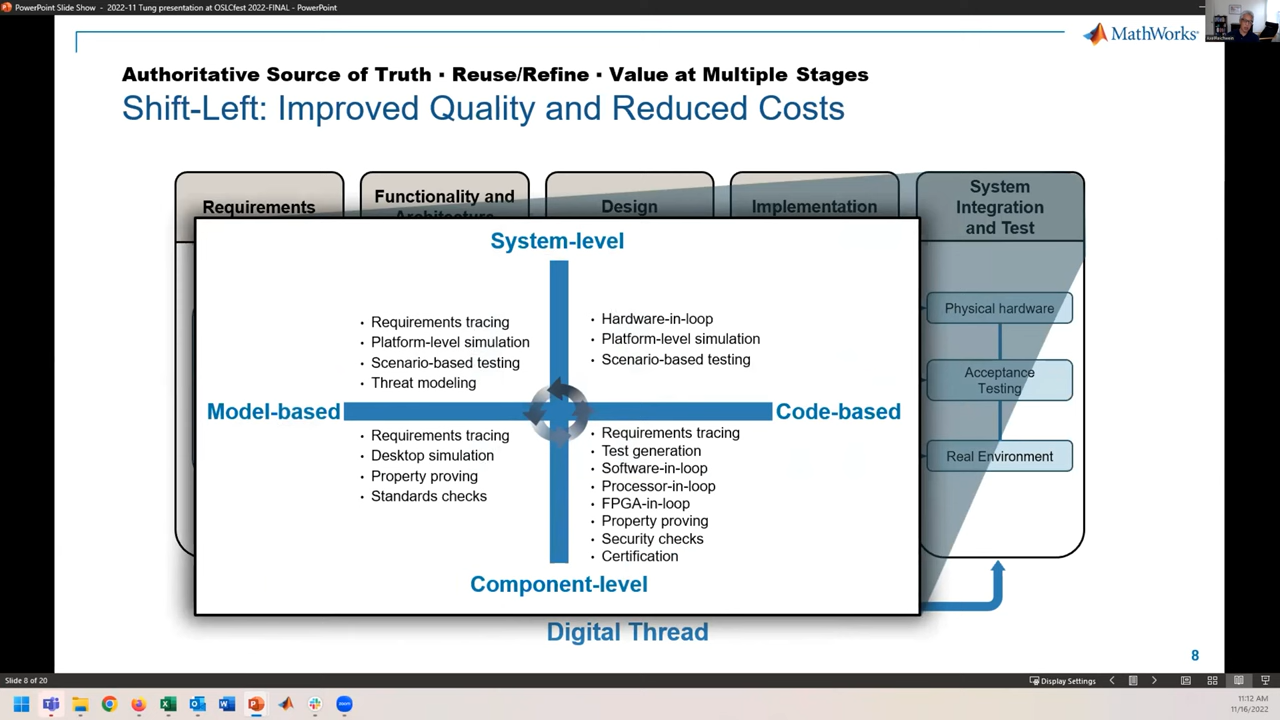 PowerPoint Slide Show - 2022-11 Tung presentation at OSLCfest 2022-FINAL - PowerPoint
MathWorks
Authoritative Source of Truth · Reuse/Refine · Value at Multiple Stages
Shift-Left: Improved Quality and Reduced Costs
Requirements
Functionality and
Architecture
Design
Implementation
System
Integration
and Test
System-level
· Requirements tracing
· Platform-level simulation
· Scenario-based testing
· Threat modeling
· Hardware-in-loop
· Platform-level simulation
· Scenario-based testing
Model-based
Code-based
· Requirements tracing
· Desktop simulation
· Property proving
· Standards checks
· Requirements tracing
· Test generation
· Software-in-loop
· Processor-in-loop
· FPGA-in-loop
· Property proving
· Security checks
· Certification
Component-level
Physical hardware
Acceptance
Testing
Real Environment
Digital Thread
8
Slide 8 of 20
Display Settings
11:12 AM
11/16/2022